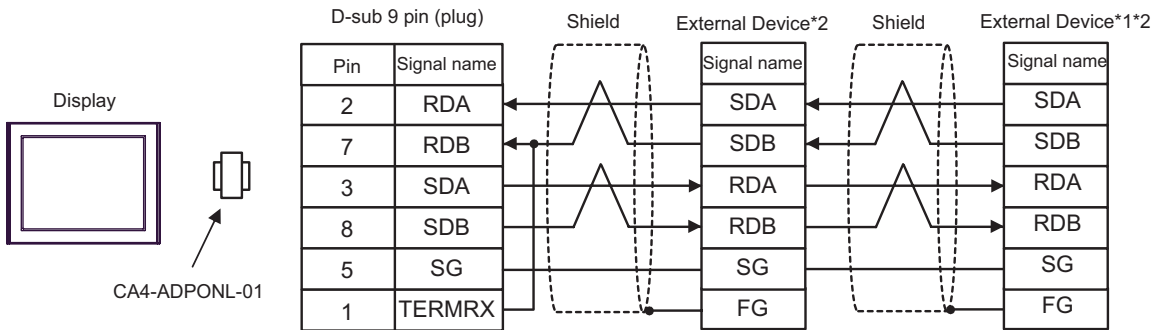 D-sub 9 pin (plug) Shield External Device*2 Shield External Device*1*2
Pin Signal name Signal name Signal name
Display
2 RDA SDA SDA
7 RDB SDB SDB
3 SDA RDA RDA
8 SDB RDB RDB
5 SG SG SG
CA4-ADPONL-01
1 TERMRX FG FG